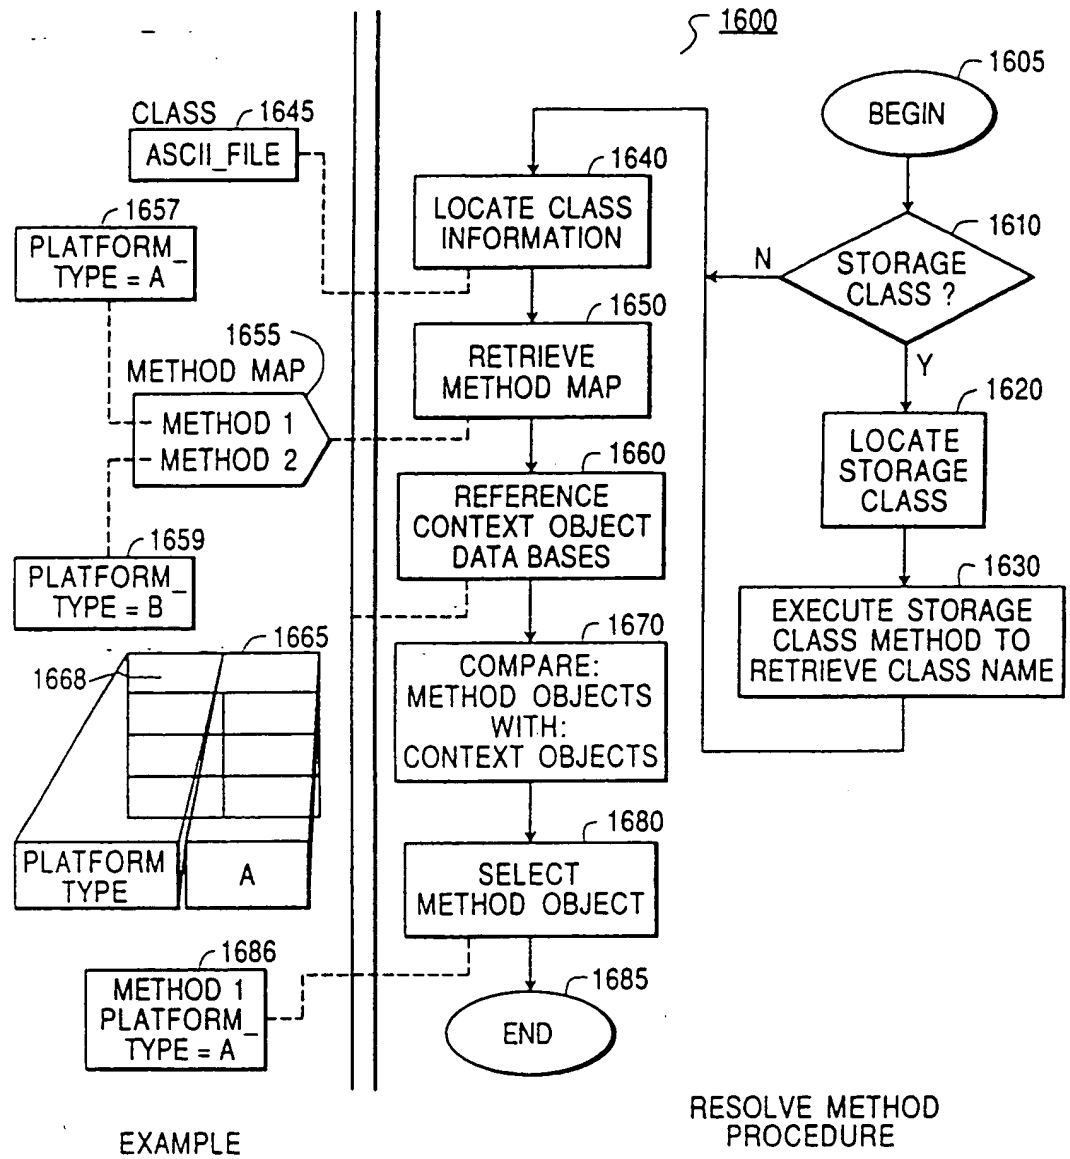 1600
1605
BEGIN
CLASS
1645
ASCII_FILE
1640
LOCATE CLASS
INFORMATION
1610
STORAGE
CLASS ?
N
Y
1657
PLATFORM_
TYPE = A
1650
RETRIEVE
METHOD MAP
1655
METHOD MAP
METHOD 1
METHOD 2
1620
LOCATE
STORAGE
CLASS
1660
REFERENCE
CONTEXT OBJECT
DATA BASES
1659
PLATFORM_
TYPE = B
1630
EXECUTE STORAGE
CLASS METHOD TO
RETRIEVE CLASS NAME
1665
1668
1670
COMPARE:
METHOD OBJECTS
WITH:
CONTEXT OBJECTS
PLATFORM
TYPE
A
1680
SELECT
METHOD OBJECT
1686
METHOD 1
PLATFORM_
TYPE = A
1685
END
EXAMPLE
RESOLVE METHOD
PROCEDURE